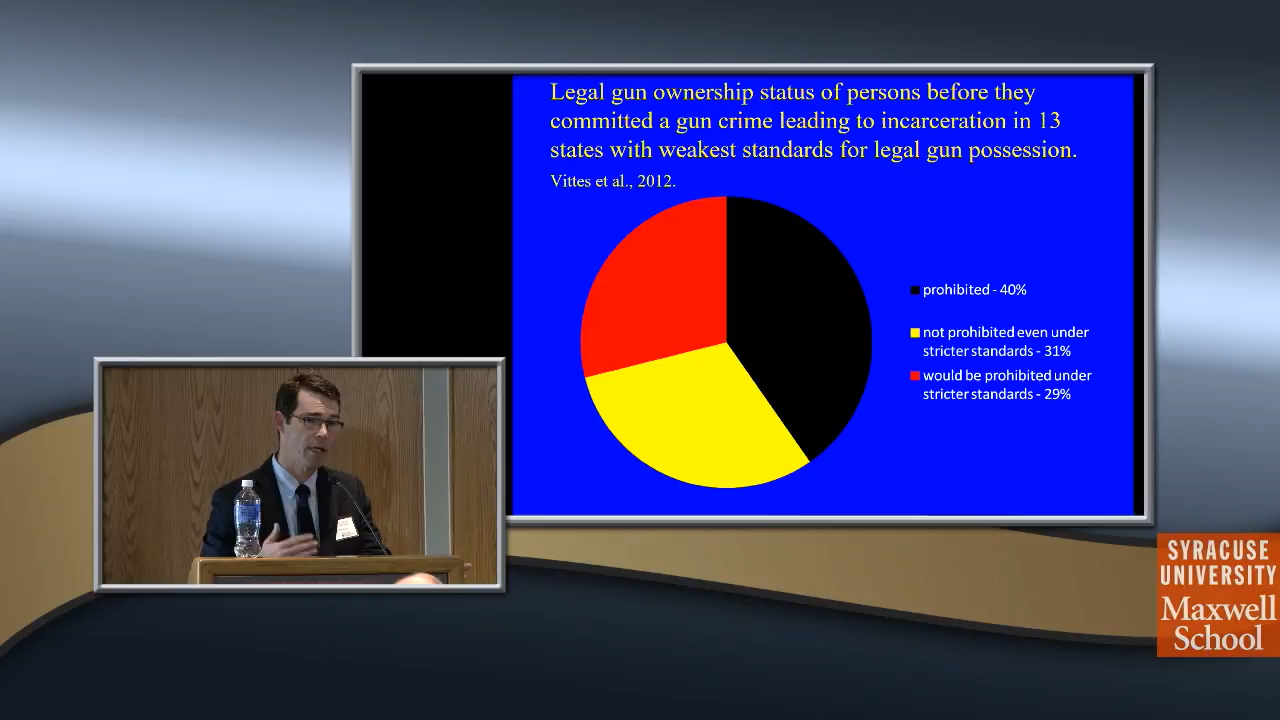 Legal gun ownership status of persons before they
committed a gun crime leading to incarceration in 13
states with weakest standards for legal gun possession.
Vittes et al., 2012.
prohibited - 40%
not prohibited even under
stricter standards - 31%
would be prohibited under
stricter standards - 29%
SYRACUSE
UNIVERSITY
Maxwell
School